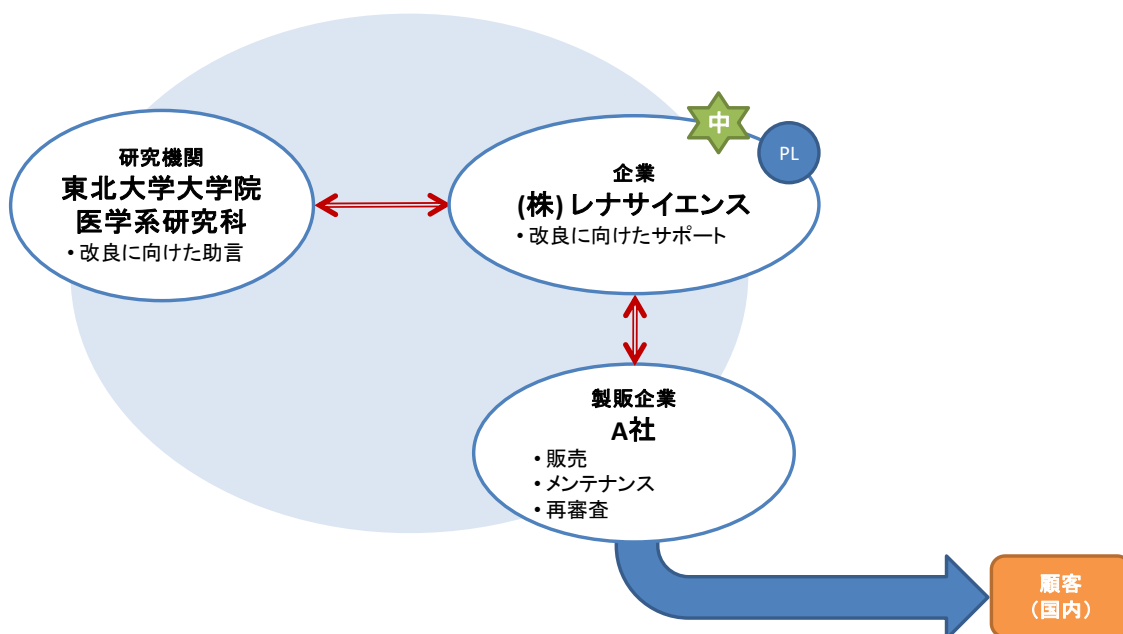 研究機関
東北大学大学院
医学系研究科
• 改良に向けた助言
中
PL
企業
(株) レナサイエンス
• 改良に向けたサポート
製販企業
A社
• 販売
• メンテナンス
• 再審査
顧客
（国内）